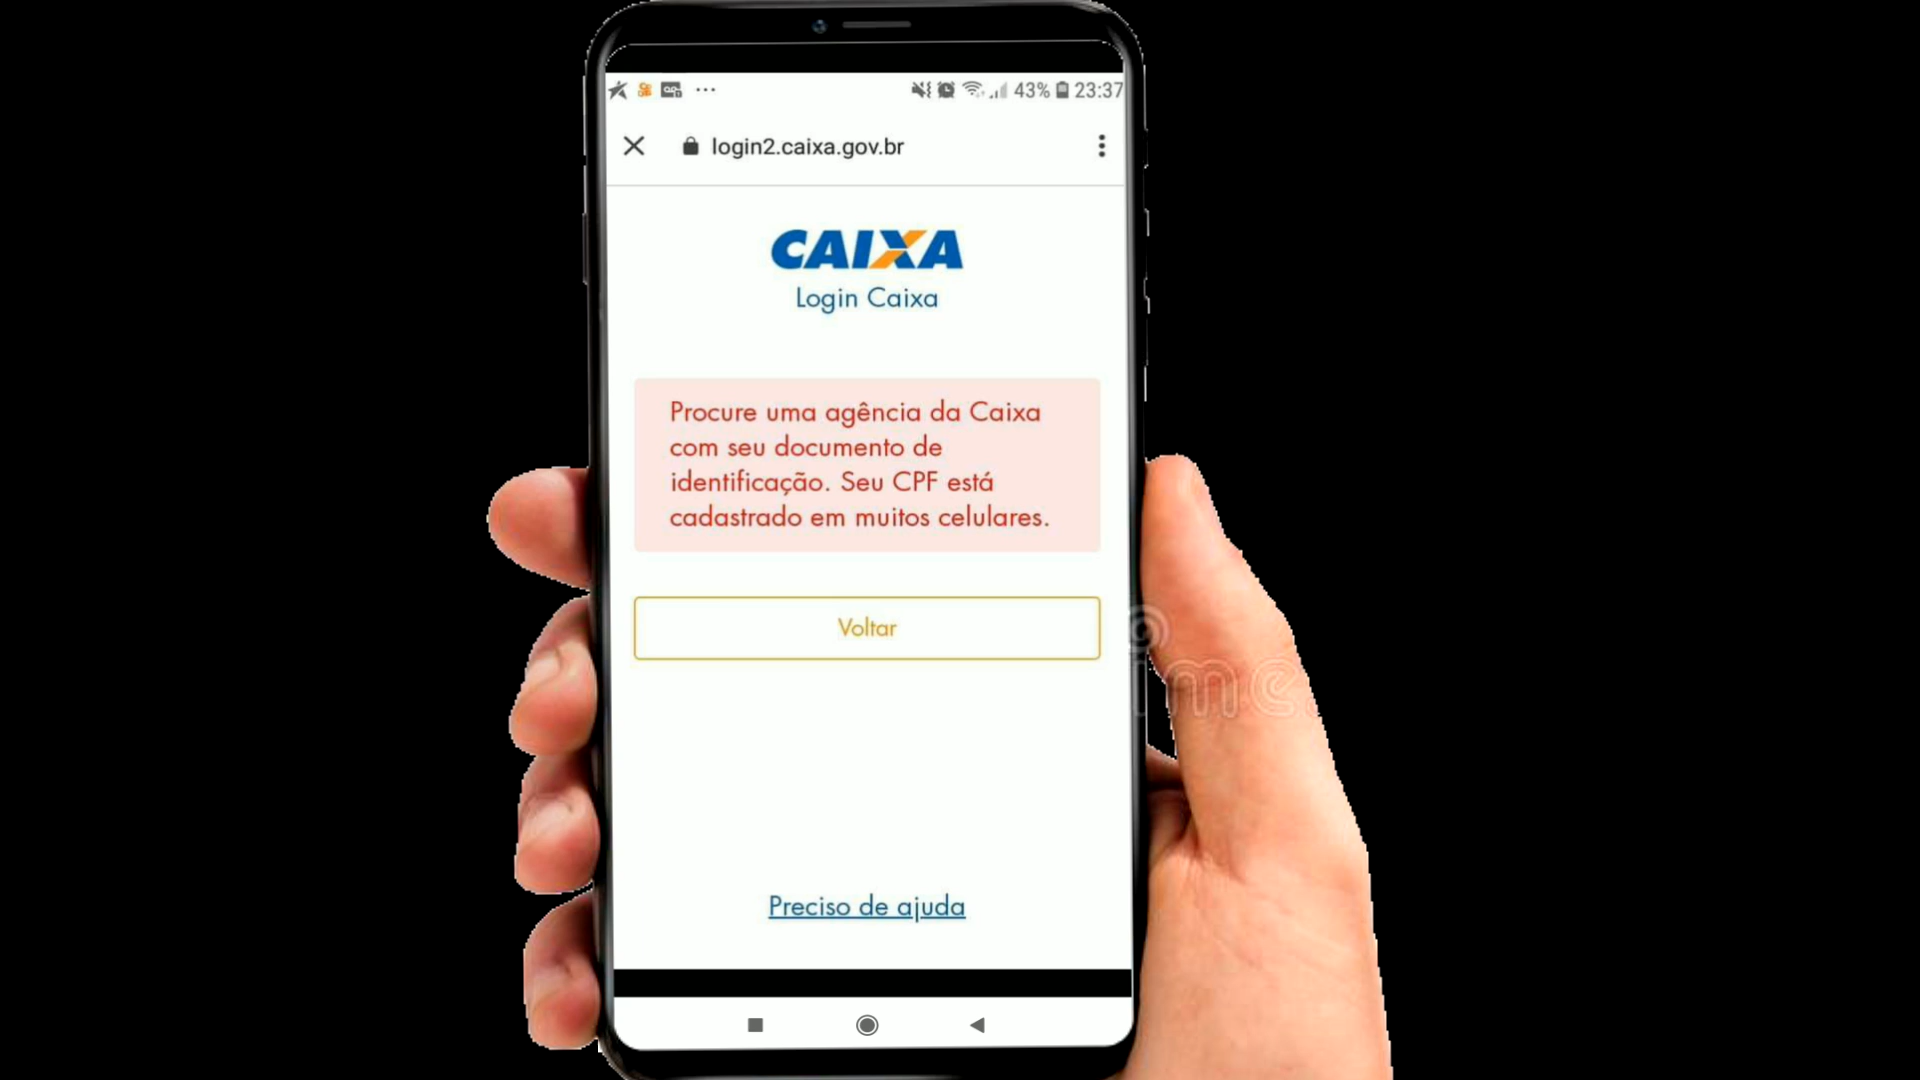 43% 23:37
login2.caixa.gov.br
CAIXA
Login Caixa
Procure uma agência da Caixa
com seu documento de
identificação. Seu CPF está
cadastrado em muitos celulares.
Voltar
Preciso de ajuda